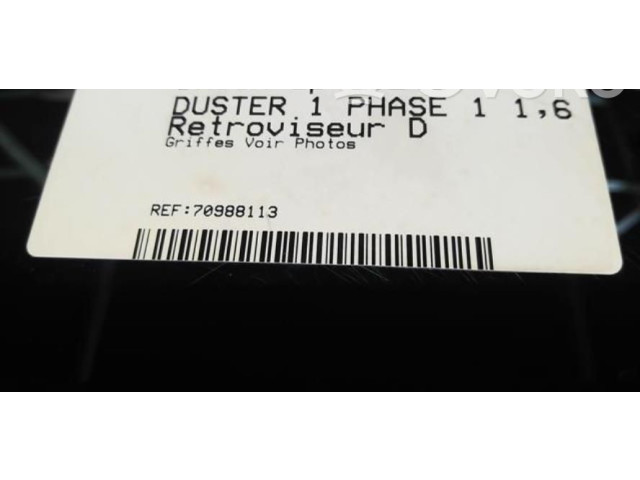 DUSTER 1 PHASE 1 1,6
Retroviseur D
Griffes Voir Photos
REF:70988113